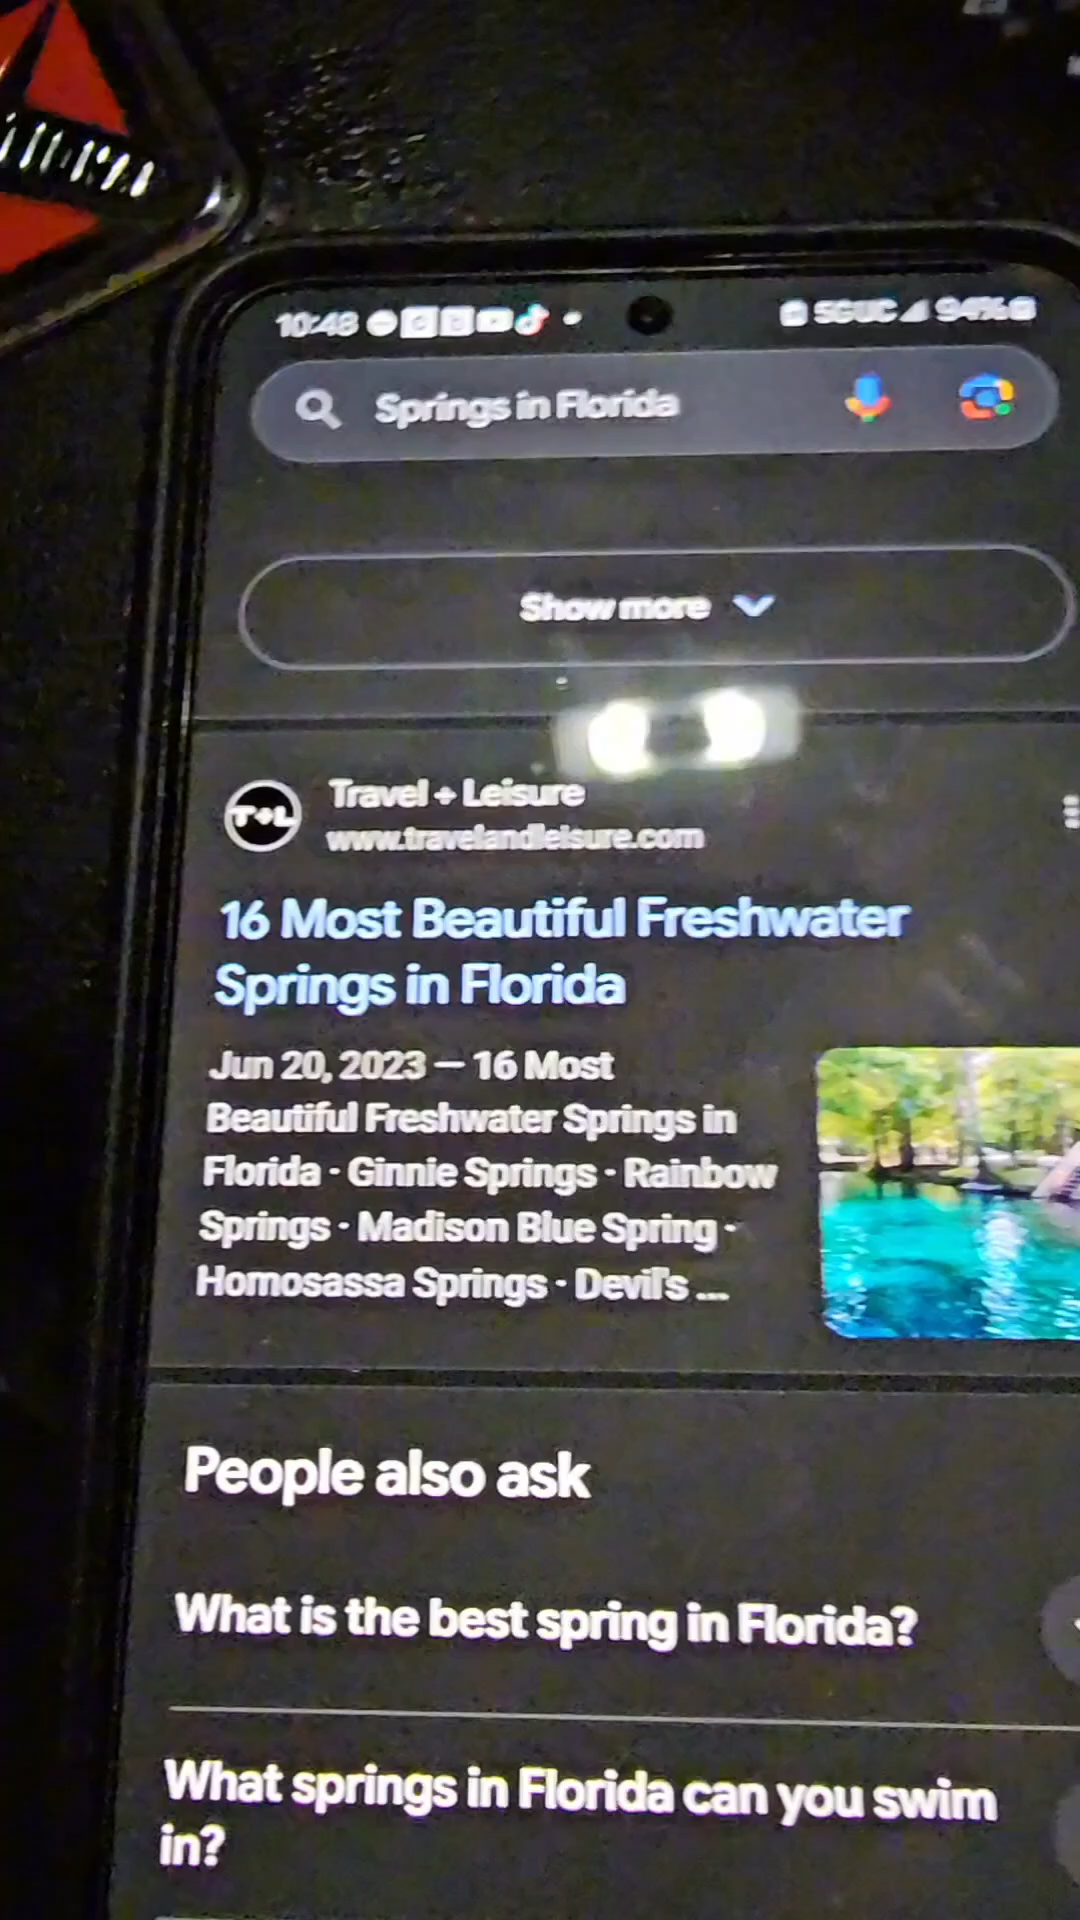 10:48 5GUC 94%
Springs in Florida
Show more
T+L
Travel + Leisure
www.travelandleisure.com
16 Most Beautiful Freshwater
Springs in Florida
Jun 20, 2023 — 16 Most
Beautiful Freshwater Springs in
Florida · Ginnie Springs · Rainbow
Springs · Madison Blue Spring ·
Homosassa Springs · Devil's ...
People also ask
What is the best spring in Florida?
What springs in Florida can you swim
in?